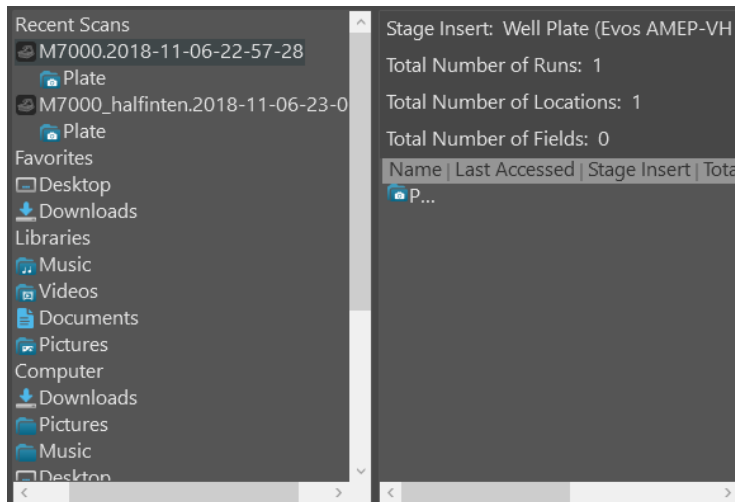 Recent Scans
M7000.2018-11-06-22-57-28
Plate
M7000_halfinten.2018-11-06-23-0
Plate
Favorites
Desktop
Downloads
Libraries
Music
Videos
Documents
Pictures
Computer
Downloads
Pictures
Music
Desktop
Stage Insert: Well Plate (Evos AMEP-VH
Total Number of Runs: 1
Total Number of Locations: 1
Total Number of Fields: 0
Name | Last Accessed | Stage Insert | Tota
P...